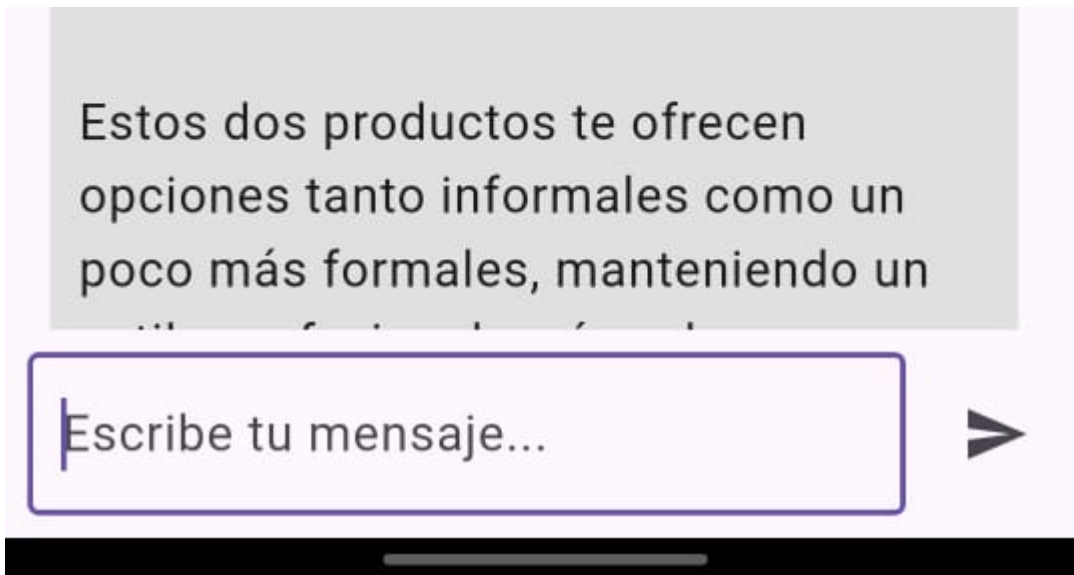 Estos dos productos te ofrecen
opciones tanto informales como un
poco más formales, manteniendo un
Escribe tu mensaje...